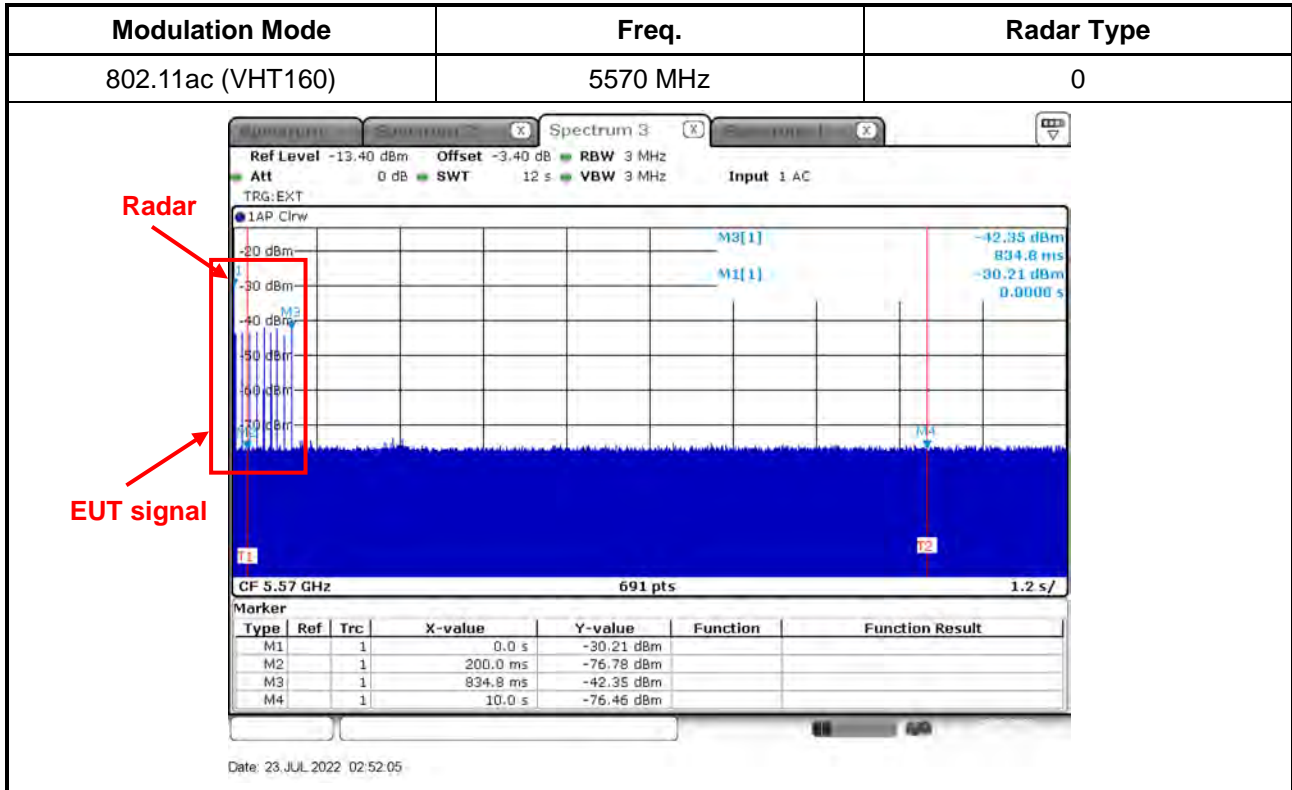 Modulation Mode Freq. Radar Type
802.11ac (VHT160) 5570 MHz 0
Spectrum 3
Ref Level -13.40 dBm Offset -3.40 dB RBW 3 MHz
Att 0 dB SWT 12 s VBW 3 MHz Input 1 AC
TRG:EXT
Radar
1AP Clrw
M3[1] -42.35 dBm
834.8 ms
M1[1] -30.21 dBm
0.0000 s
-20 dBm
-30 dBm
-40 dBm
M3
-50 dBm
-60 dBm
-70 dBm
M2
M4
EUT signal
T1
T2
CF 5.57 GHz 691 pts 1.2 s/
Marker
Type Ref Trc X-value Y-value Function Function Result
M1 1 0.0 s -30.21 dBm
M2 1 200.0 ms -76.78 dBm
M3 1 834.8 ms -42.35 dBm
M4 1 10.0 s -76.46 dBm
Date: 23.JUL.2022 02:52:05